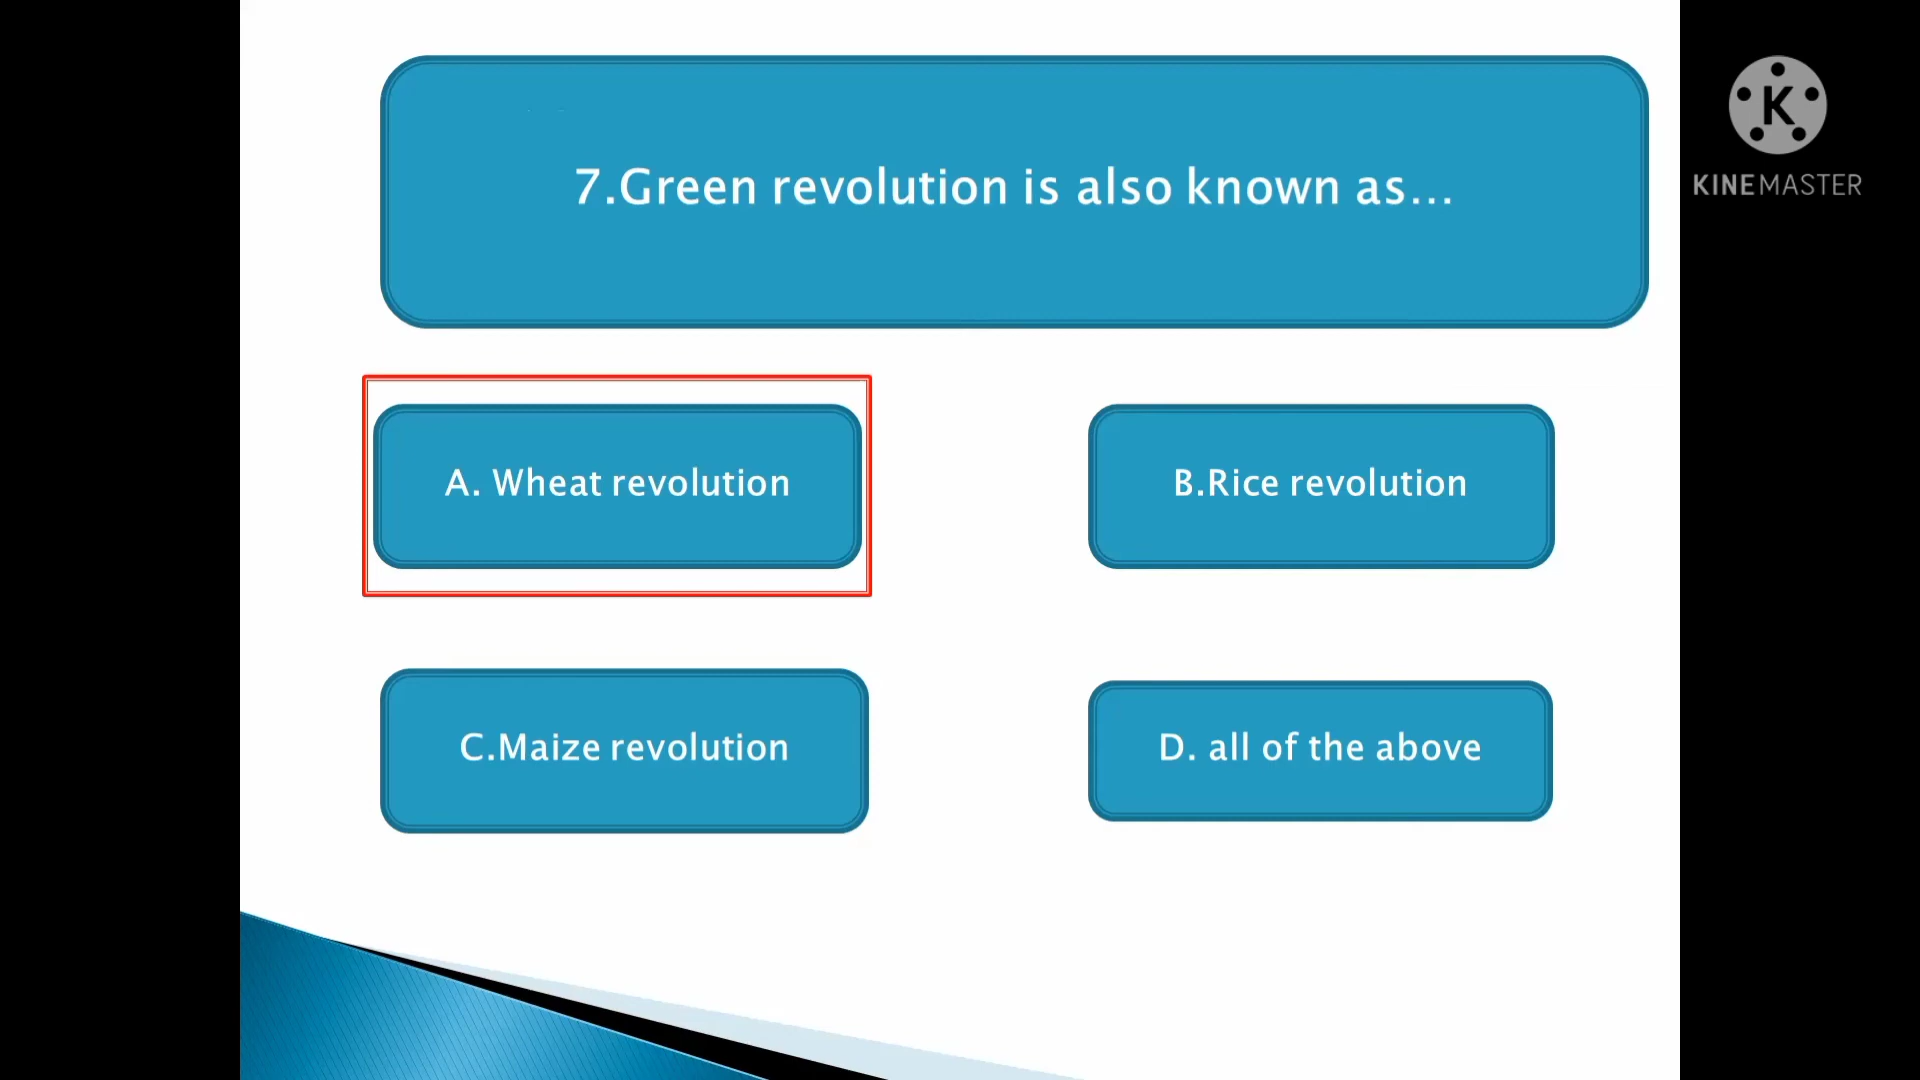 7.Green revolution is also known as...
A. Wheat revolution
B.Rice revolution
C.Maize revolution
D. all of the above
K
KINEMASTER